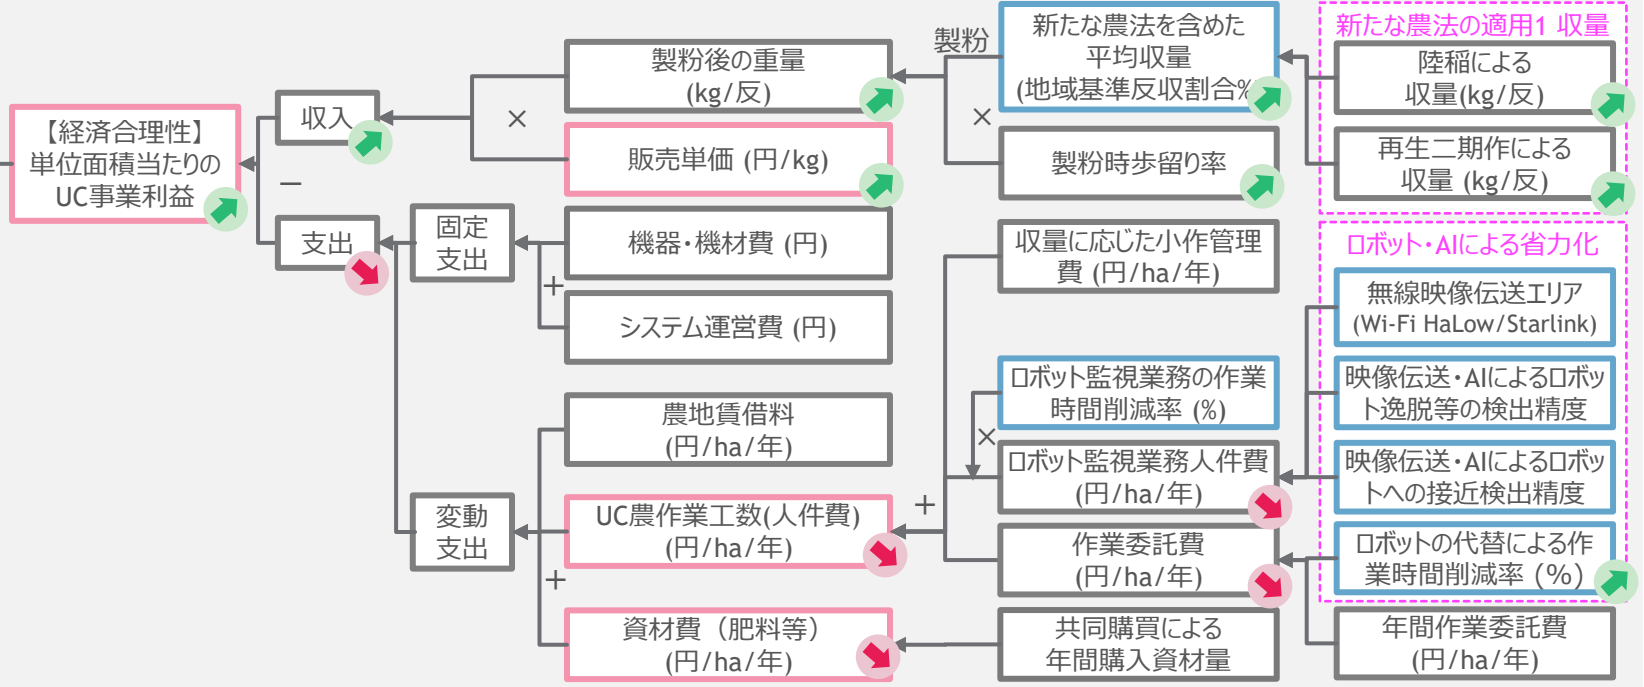 【経済合理性】
単位面積当たりの
UC事業利益
−
収入
支出
×
製粉後の重量
(kg/反)
販売単価 (円/kg)
固定
支出
+
機器・機材費 (円)
システム運営費 (円)
変動
支出
+
農地賃借料
(円/ha/年)
UC農作業工数(人件費)
(円/ha/年)
資材費（肥料等）
(円/ha/年)
製粉
×
新たな農法を含めた
平均収量
(地域基準反収割合%
製粉時歩留り率
+
収量に応じた小作管理
費 (円/ha/年)
ロボット監視業務の作業
時間削減率 (%)
×
ロボット監視業務人件費
(円/ha/年)
作業委託費
(円/ha/年)
共同購買による
年間購入資材量
新たな農法の適用1 収量
陸稲による
収量(kg/反)
再生二期作による
収量 (kg/反)
ロボット・AIによる省力化
無線映像伝送エリア
(Wi-Fi HaLow/Starlink)
映像伝送・AIによるロボッ
ト逸脱等の検出精度
映像伝送・AIによるロボッ
トへの接近検出精度
ロボットの代替による作
業時間削減率 (%)
年間作業委託費
(円/ha/年)